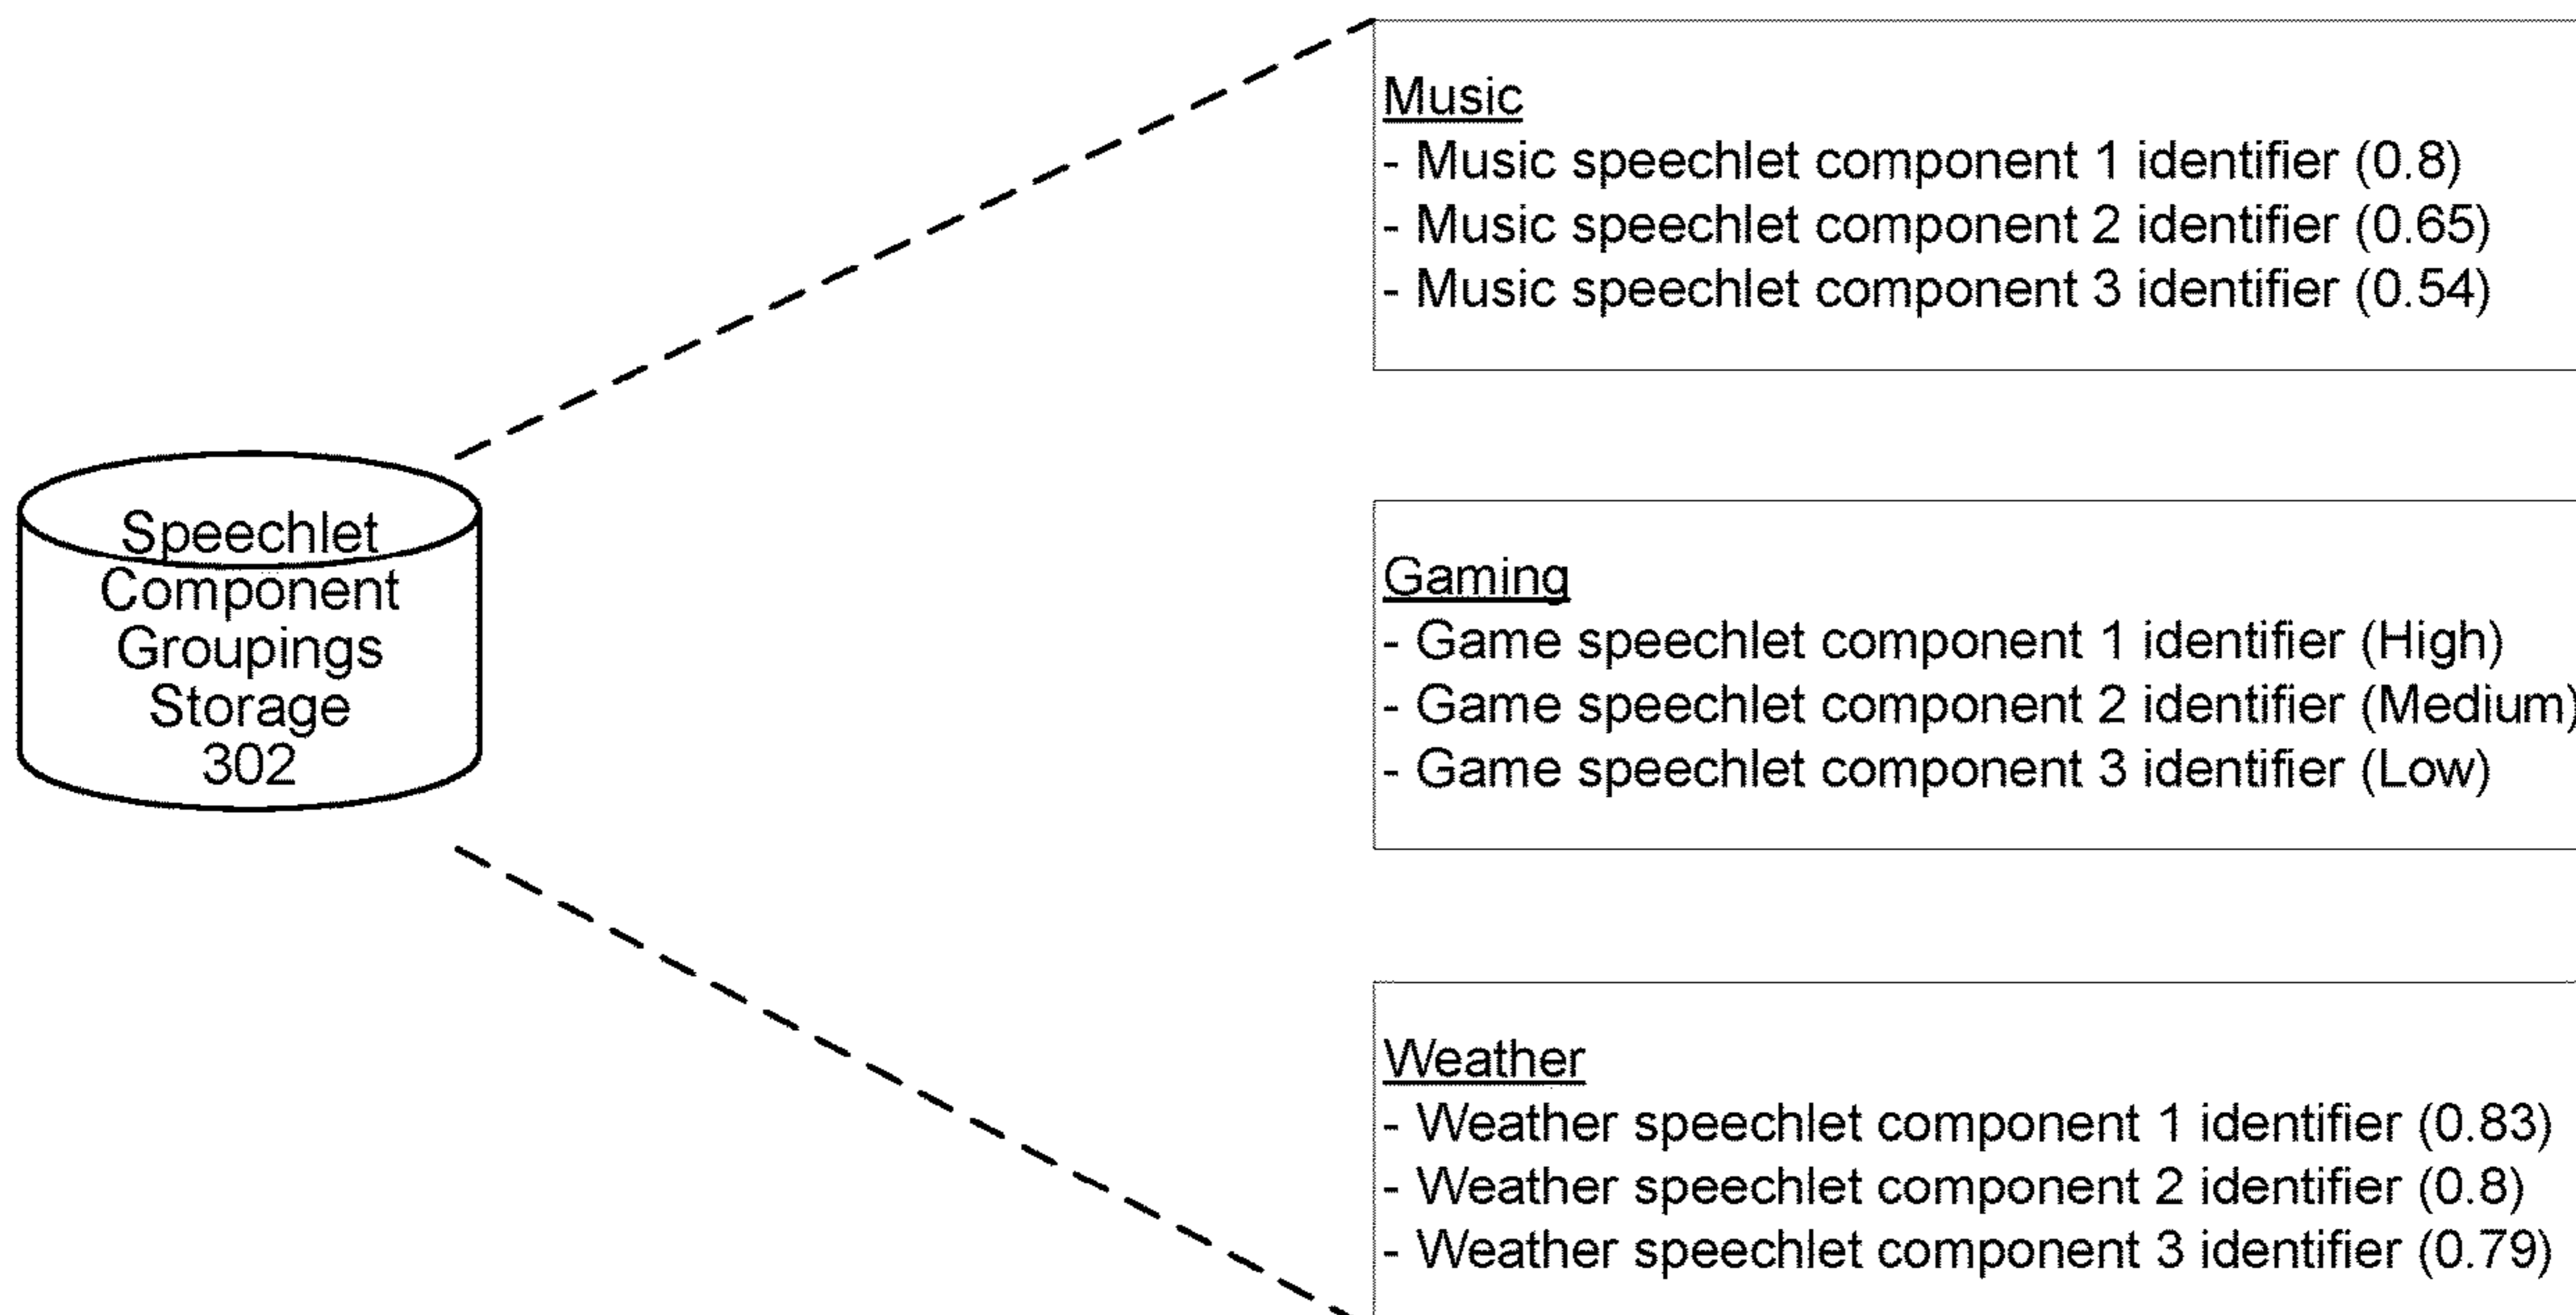 Speechlet
Component
Groupings
Storage
302
Music
- Music speechlet component 1 identifier (0.8)
- Music speechlet component 2 identifier (0.65)
- Music speechlet component 3 identifier (0.54)
Gaming
- Game speechlet component 1 identifier (High)
- Game speechlet component 2 identifier (Medium)
- Game speechlet component 3 identifier (Low)
Weather
- Weather speechlet component 1 identifier (0.83)
- Weather speechlet component 2 identifier (0.8)
- Weather speechlet component 3 identifier (0.79)